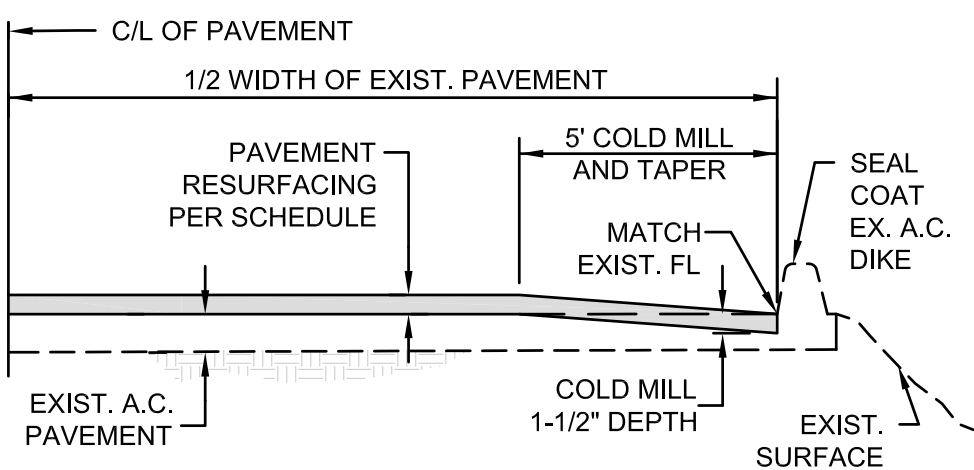 C/L OF PAVEMENT
1/2 WIDTH OF EXIST. PAVEMENT
5' COLD MILL
AND TAPER
PAVEMENT
RESURFACING
PER SCHEDULE
SEAL
COAT
EX. A.C.
DIKE
MATCH
EXIST. FL
EXIST. A.C.
PAVEMENT
COLD MILL
1-1/2" DEPTH
EXIST.
SURFACE